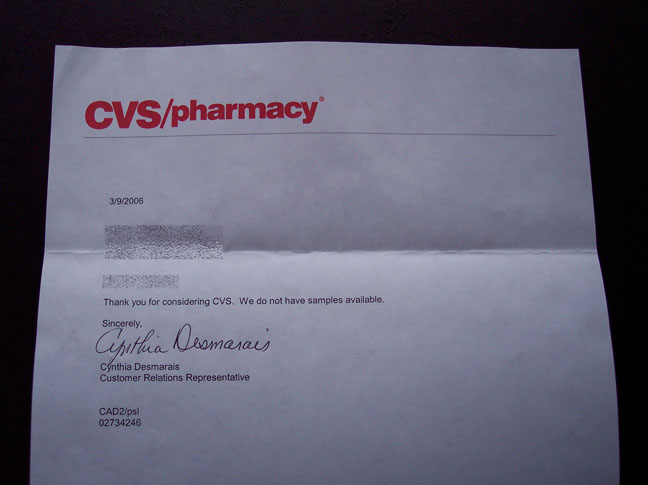 CVS/pharmacy®
3/9/2006
Thank you for considering CVS. We do not have samples available.
Sincerely,
Cynthia Desmarais
Cynthia Desmarais
Customer Relations Representative
CAD2/psl
02734246